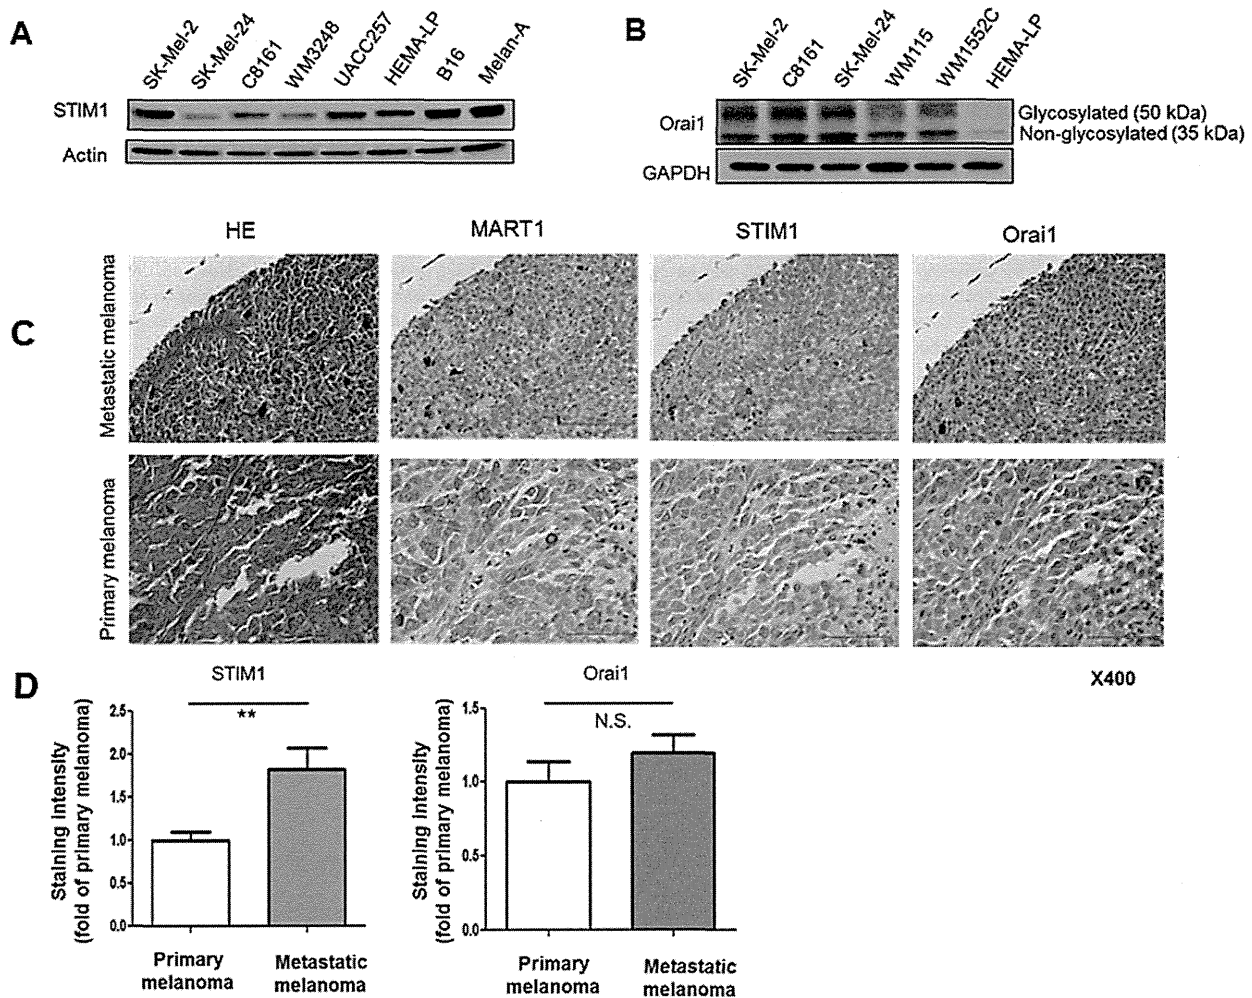 A
SK-Mel-2
SK-Mel-24
C8161
WM3248
UACC257
HEMA-LP
B16
Melan-A
STIM1
Actin
B
SK-Mel-2
C8161
SK-Mel-24
WM115
WM1552C
HEMA-LP
Orai1
Glycosylated (50 kDa)
Non-glycosylated (35 kDa)
GAPDH
C
HE
MART1
STIM1
Orai1
Metastatic melanoma
Primary melanoma
X400
D
STIM1
**
Staining intensity
(fold of primary melanoma)
2.5
2.0
1.5
1.0
0.5
0.0
Primary
melanoma
Metastatic
melanoma
Orai1
N.S.
Staining intensity
(fold of primary melanoma)
1.5
1.0
0.5
0.0
Primary
melanoma
Metastatic
melanoma